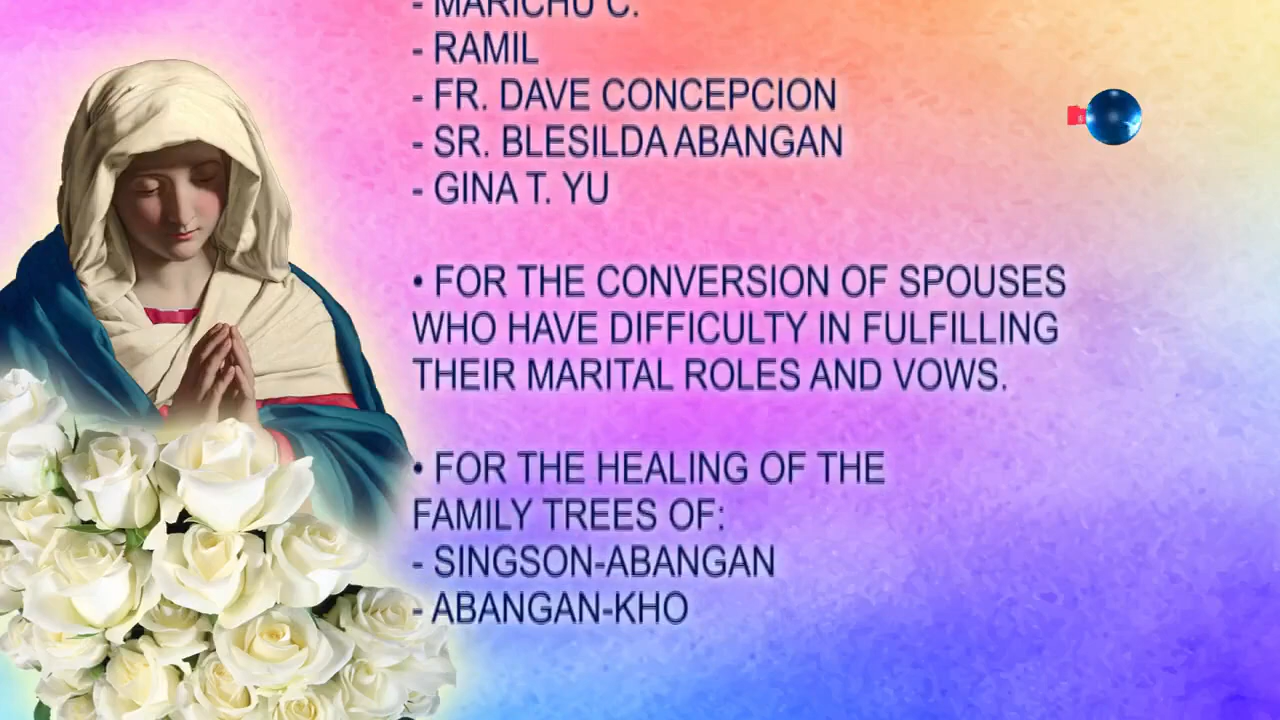 - MARICHU C.
- RAMIL
- FR. DAVE CONCEPCION
- SR. BLESILDA ABANGAN
- GINA T. YU
• FOR THE CONVERSION OF SPOUSES
WHO HAVE DIFFICULTY IN FULFILLING
THEIR MARITAL ROLES AND VOWS.
• FOR THE HEALING OF THE
FAMILY TREES OF:
- SINGSON-ABANGAN
- ABANGAN-KHO